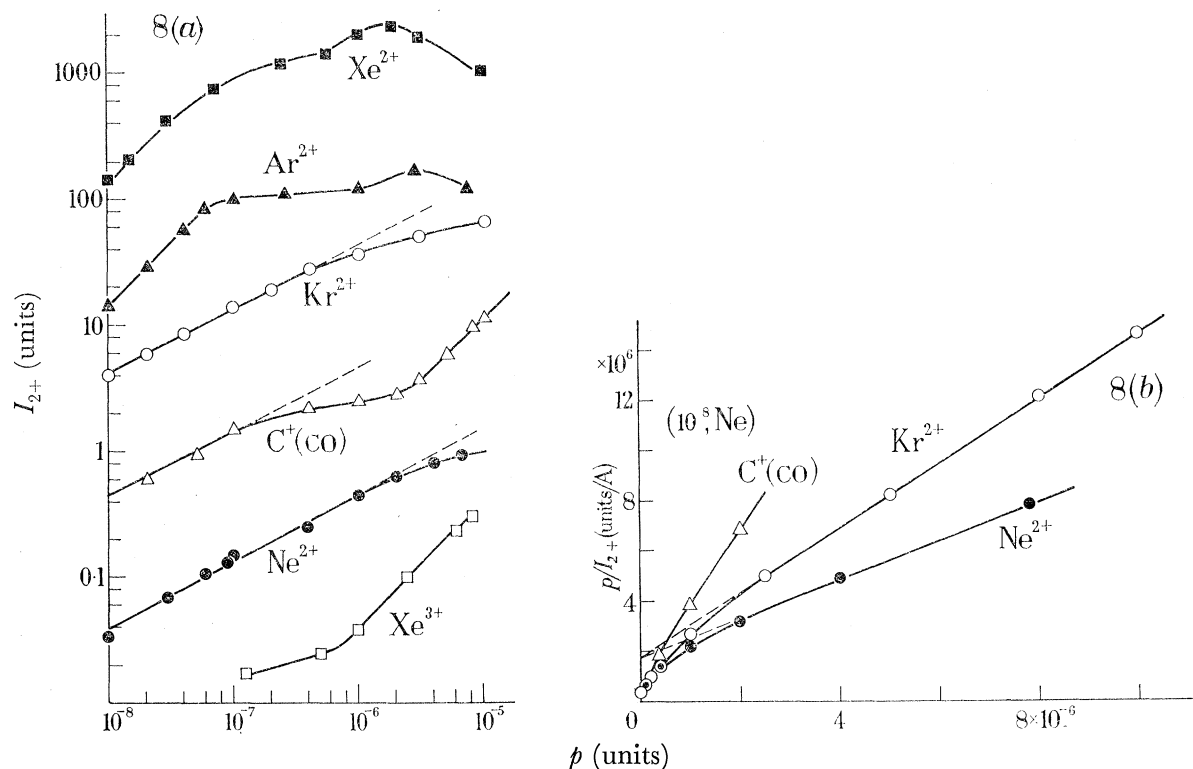 8(a)
1000
100
10
1
0·1
I₂₊ (units)
Xe²⁺
Ar²⁺
Kr²⁺
C⁺(CO)
Ne²⁺
Xe³⁺
10⁻⁸
10⁻⁷
10⁻⁶
10⁻⁵
8(b)
×10⁶
12
8
4
p/I₂₊(units/A)
(10⁸,Ne)
C⁺(CO)
Kr²⁺
Ne²⁺
0
4
8×10⁻⁶
p (units)